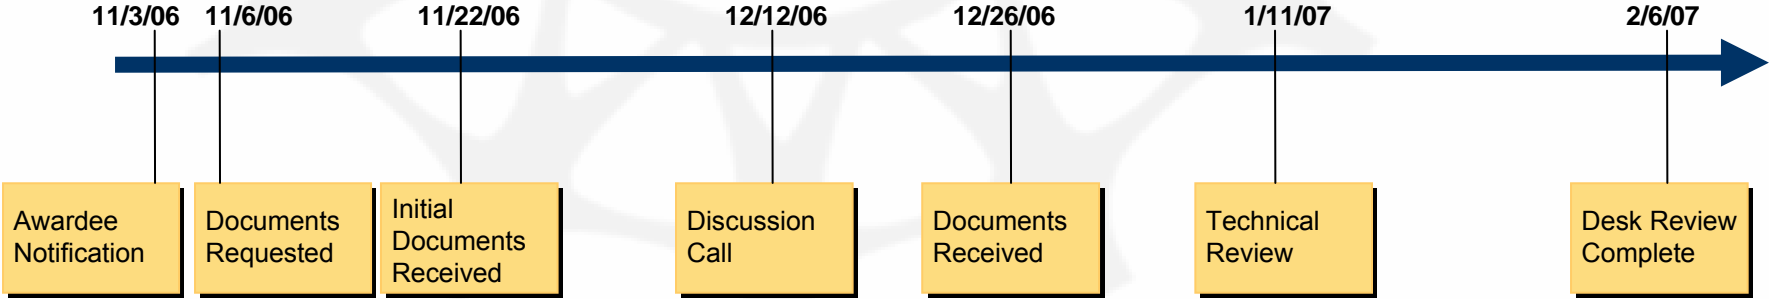 11/3/06 11/6/06 11/22/06 12/12/06 12/26/06 1/11/07 2/6/07
Awardee
Notification
Documents
Requested
Initial
Documents
Received
Discussion
Call
Documents
Received
Technical
Review
Desk Review
Complete